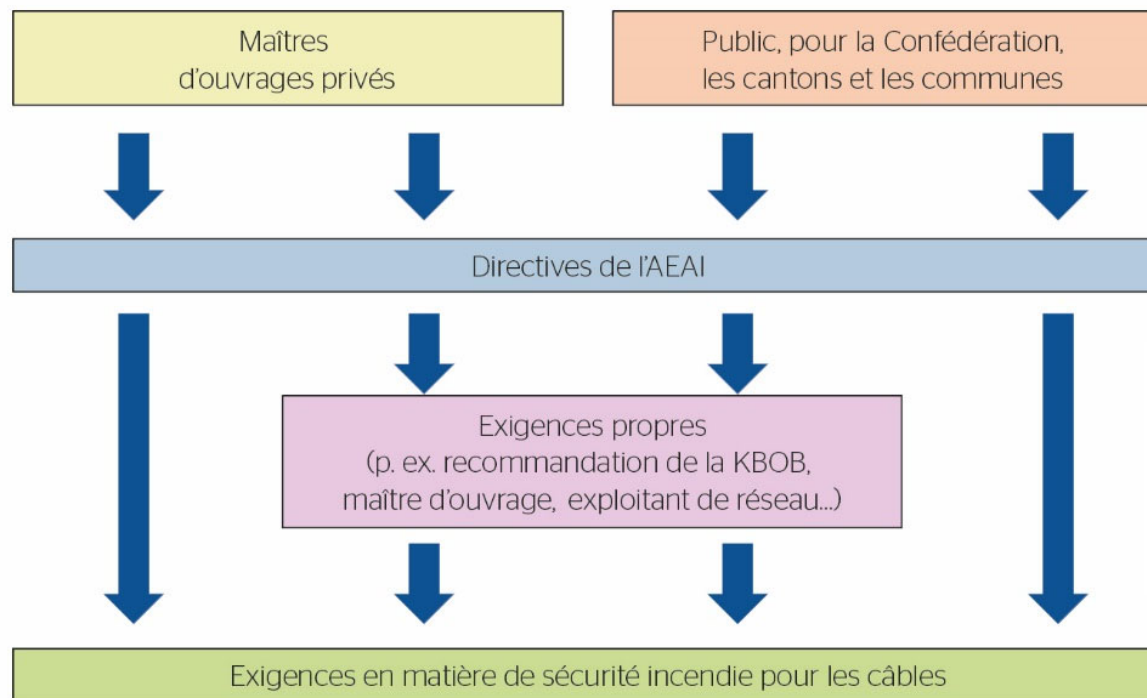 Maîtres
d'ouvrages privés
Public, pour la Confédération,
les cantons et les communes
Directives de l'AEAI
Exigences propres
(p. ex. recommandation de la KBOB,
maître d'ouvrage, exploitant de réseau...)
Exigences en matière de sécurité incendie pour les câbles